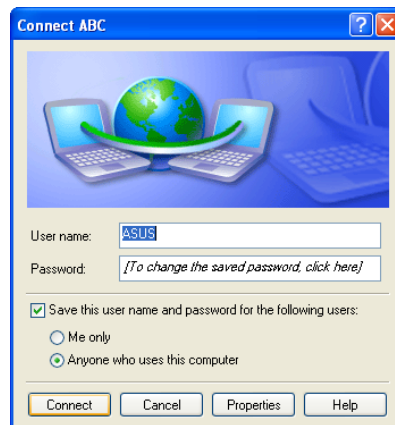 Connect ABC
User name: ASUS
Password: [To change the saved password, click here]
Save this user name and password for the following users:
Me only
Anyone who uses this computer
Connect Cancel Properties Help